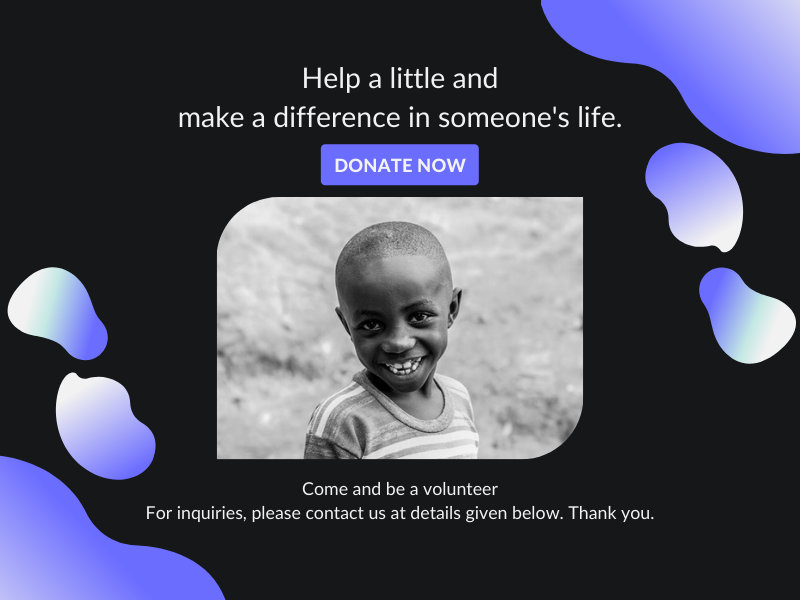 Help a little and
make a difference in someone's life.
DONATE NOW
Come and be a volunteer
For inquiries, please contact us at details given below. Thank you.